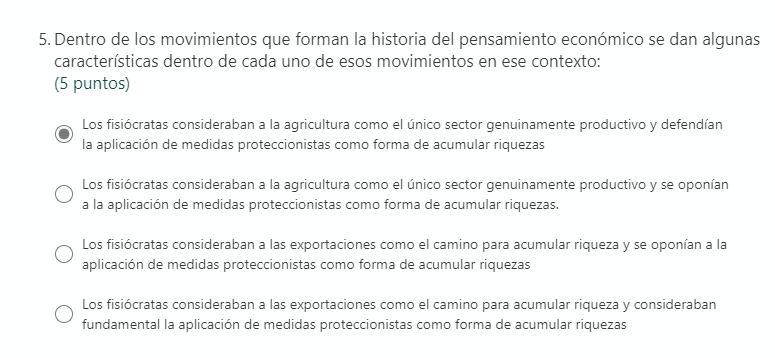 5. Dentro de los movimientos que forman la historia del pensamiento económico se dan algunas
características dentro de cada uno de esos movimientos en ese contexto:
(5 puntos)
Los fisiócratas consideraban a la agricultura como el único sector genuinamente productivo y defendían
la aplicación de medidas proteccionistas como forma de acumular riquezas
Los fisiócratas consideraban a la agricultura como el único sector genuinamente productivo y se oponían
a la aplicación de medidas proteccionistas como forma de acumular riquezas.
Los fisiócratas consideraban a las exportaciones como el camino para acumular riqueza y se oponían a la
aplicación de medidas proteccionistas como forma de acumular riquezas
Los fisiócratas consideraban a las exportaciones como el camino para acumular riqueza y consideraban
fundamental la aplicación de medidas proteccionistas como forma de acumular riquezas